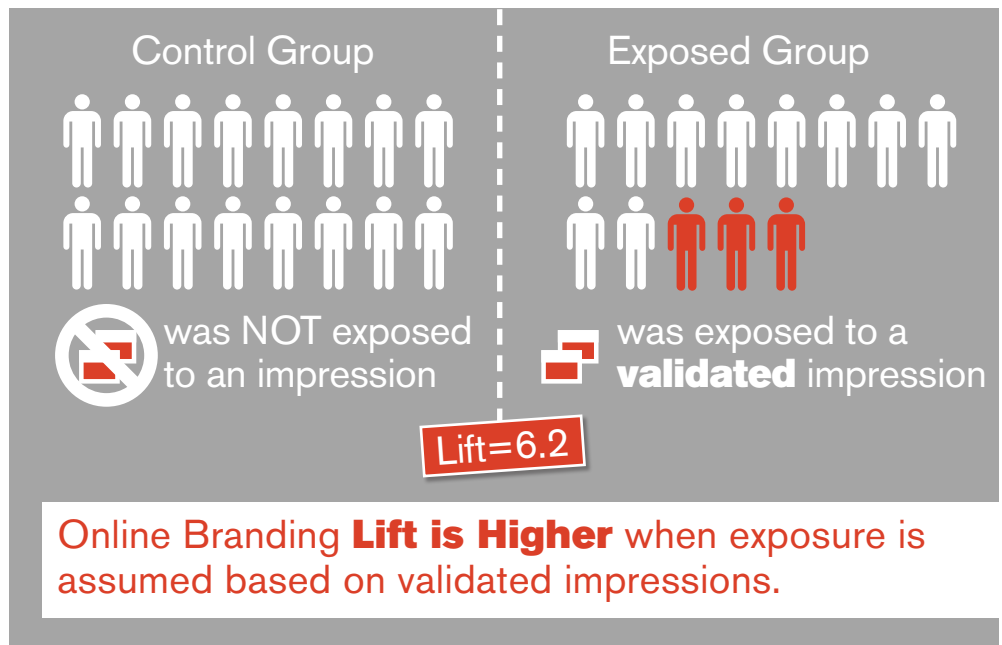 Control Group
Exposed Group
was NOT exposed
to an impression
was exposed to a
validated impression
Lift=6.2
Online Branding Lift is Higher when exposure is
assumed based on validated impressions.